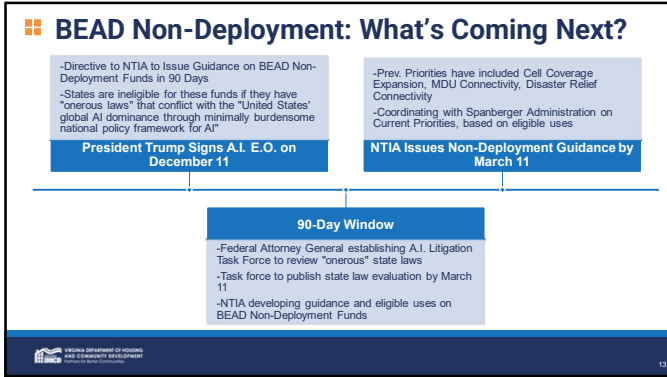 BEAD Non-Deployment: What's Coming Next?
-Directive to NTIA to Issue Guidance on BEAD Non-
Deployment Funds in 90 Days
-States are ineligible for these funds if they have
"onerous laws" that conflict with the "United States'
global AI dominance through minimally burdensome
national policy framework for AI"
President Trump Signs A.I. E.O. on
December 11
-Prev. Priorities have included Cell Coverage
Expansion, MDU Connectivity, Disaster Relief
Connectivity
-Coordinating with Spanberger Administration on
Current Priorities, based on eligible uses
NTIA Issues Non-Deployment Guidance by
March 11
90-Day Window
-Federal Attorney General establishing A.I. Litigation
Task Force to review "onerous" state laws
-Task force to publish state law evaluation by March
11
-NTIA developing guidance and eligible uses on
BEAD Non-Deployment Funds
DHCD
VIRGINIA DEPARTMENT OF HOUSING
AND COMMUNITY DEVELOPMENT
Partners for Better Communities
13